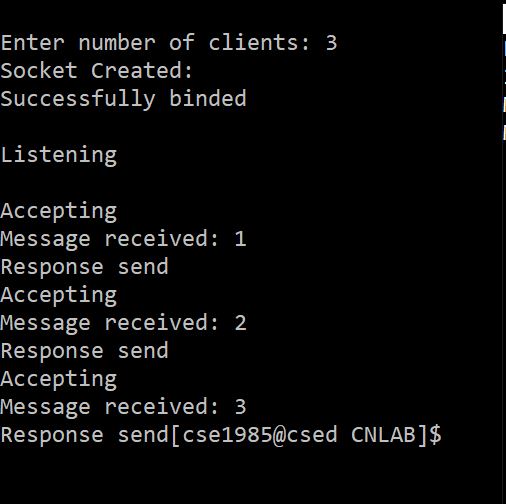 Enter number of clients: 3
Socket Created:
Successfully binded
Listening
Accepting
Message received: 1
Response send
Accepting
Message received: 2
Response send
Accepting
Message received: 3
Response send[cse1985@csed CNLAB]$